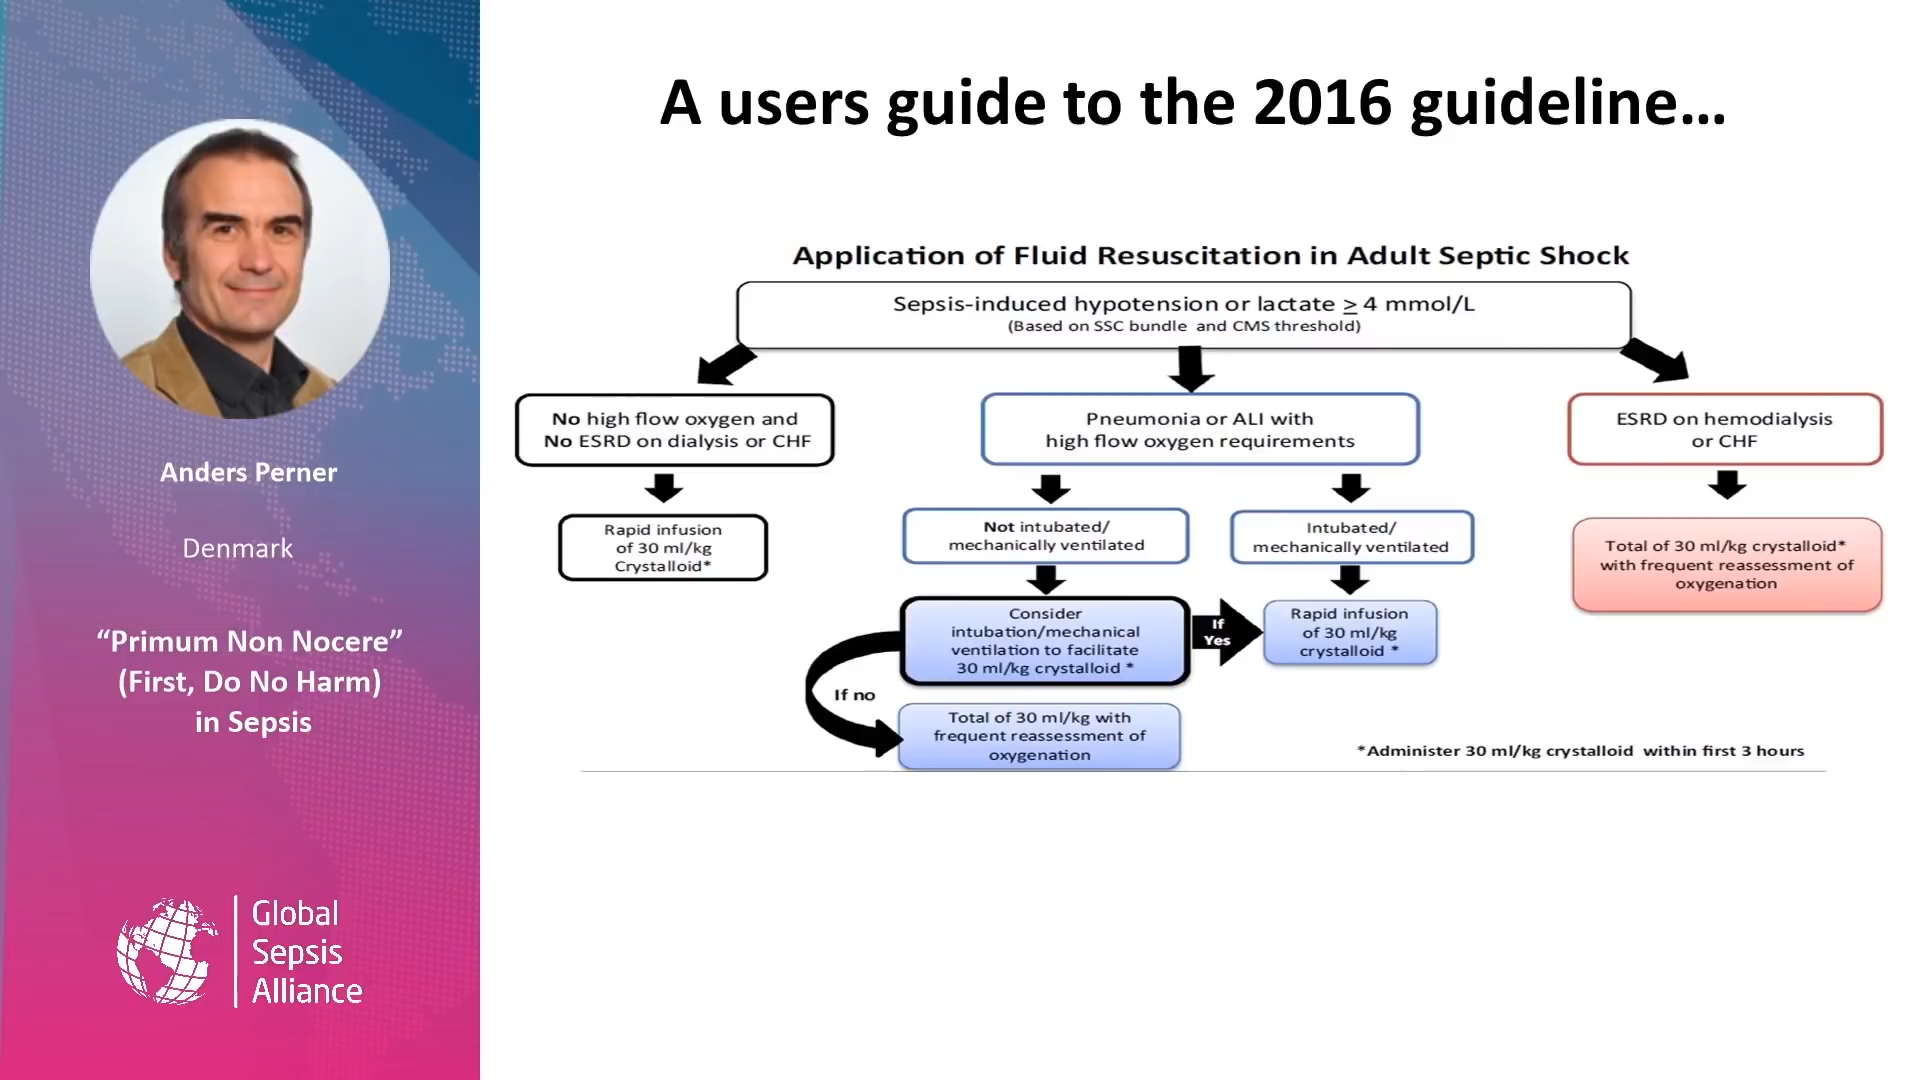 A users guide to the 2016 guideline…
Anders Perner
Denmark
“Primum Non Nocere”
(First, Do No Harm)
in Sepsis
Global
Sepsis
Alliance
Application of Fluid Resuscitation in Adult Septic Shock
Sepsis-induced hypotension or lactate ≥ 4 mmol/L
(Based on SSC bundle and CMS threshold)
No high flow oxygen and
No ESRD on dialysis or CHF
Rapid infusion
of 30 ml/kg
Crystalloid*
Pneumonia or ALI with
high flow oxygen requirements
Not intubated/
mechanically ventilated
Consider
intubation/mechanical
ventilation to facilitate
30 ml/kg crystalloid *
If no
Total of 30 ml/kg with
frequent reassessment of
oxygenation
If
Yes
Intubated/
mechanically ventilated
Rapid infusion
of 30 ml/kg
crystalloid *
ESRD on hemodialysis
or CHF
Total of 30 ml/kg crystalloid*
with frequent reassessment of
oxygenation
*Administer 30 ml/kg crystalloid within first 3 hours